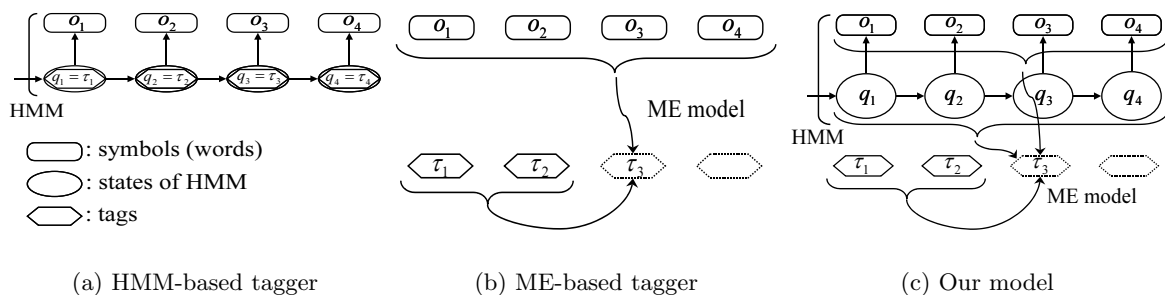 o₁ o₂ o₃ o₄
q₁ = τ₁ q₂ = τ₂ q₃ = τ₃ q₄ = τ₄
HMM
: symbols (words)
: states of HMM
: tags
(a) HMM-based tagger
o₁ o₂ o₃ o₄
ME model
τ₁ τ₂ τ₃
(b) ME-based tagger
o₁ o₂ o₃ o₄
q₁ q₂ q₃ q₄
HMM
τ₁ τ₂ τ₃
ME model
(c) Our model